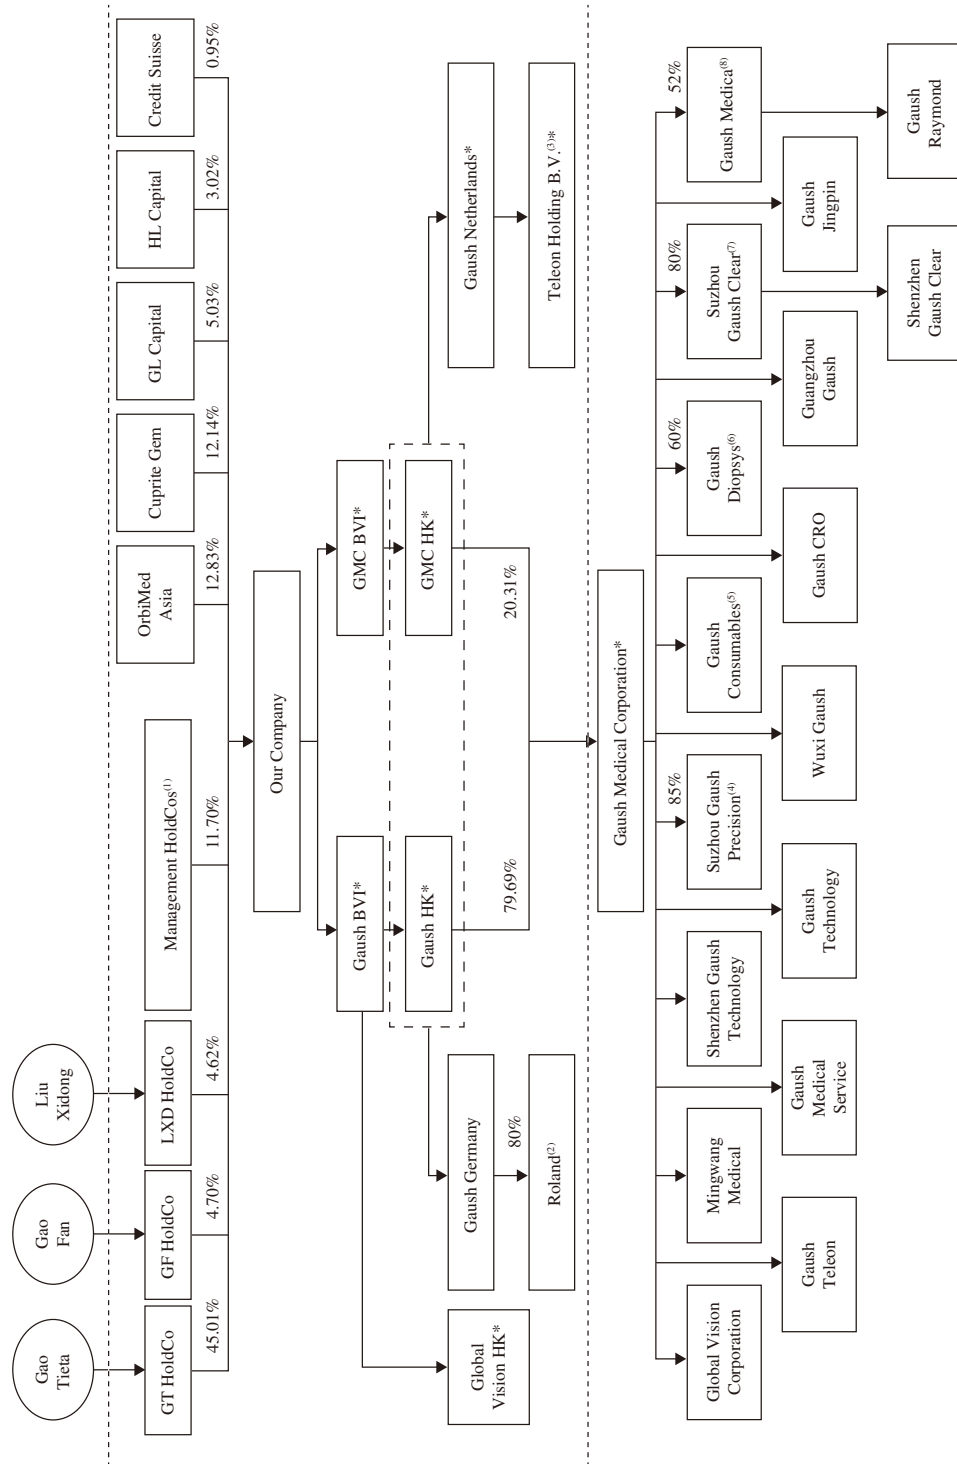 Gao
Tieta
Gao
Fan
Liu
Xidong
GT HoldCo
GF HoldCo
LXD HoldCo
Management HoldCos(1)
OrbiMed
Asia
Cuprite Gem
GL Capital
HL Capital
Credit Suisse
45.01%
4.70%
4.62%
11.70%
12.83%
12.14%
5.03%
3.02%
0.95%
Our Company
Gaush BVI*
GMC BVI*
Gaush HK*
GMC HK*
Global
Vision HK*
Gaush Germany
Gaush Netherlands*
80%
79.69%
20.31%
Roland(2)
Teleon Holding B.V.(3)*
Gaush Medical Corporation*
85%
60%
80%
52%
Global Vision
Corporation
Mingwang
Medical
Shenzhen Gaush
Technology
Suzhou Gaush
Precision(4)
Gaush
Consumables(5)
Gaush
Diopsys(6)
Suzhou
Gaush Clear(7)
Gaush Medica(8)
Gaush
Teleon
Gaush
Medical
Service
Gaush
Technology
Wuxi Gaush
Gaush CRO
Guangzhou
Gaush
Gaush
Jingpin
Shenzhen
Gaush Clear
Gaush
Raymond